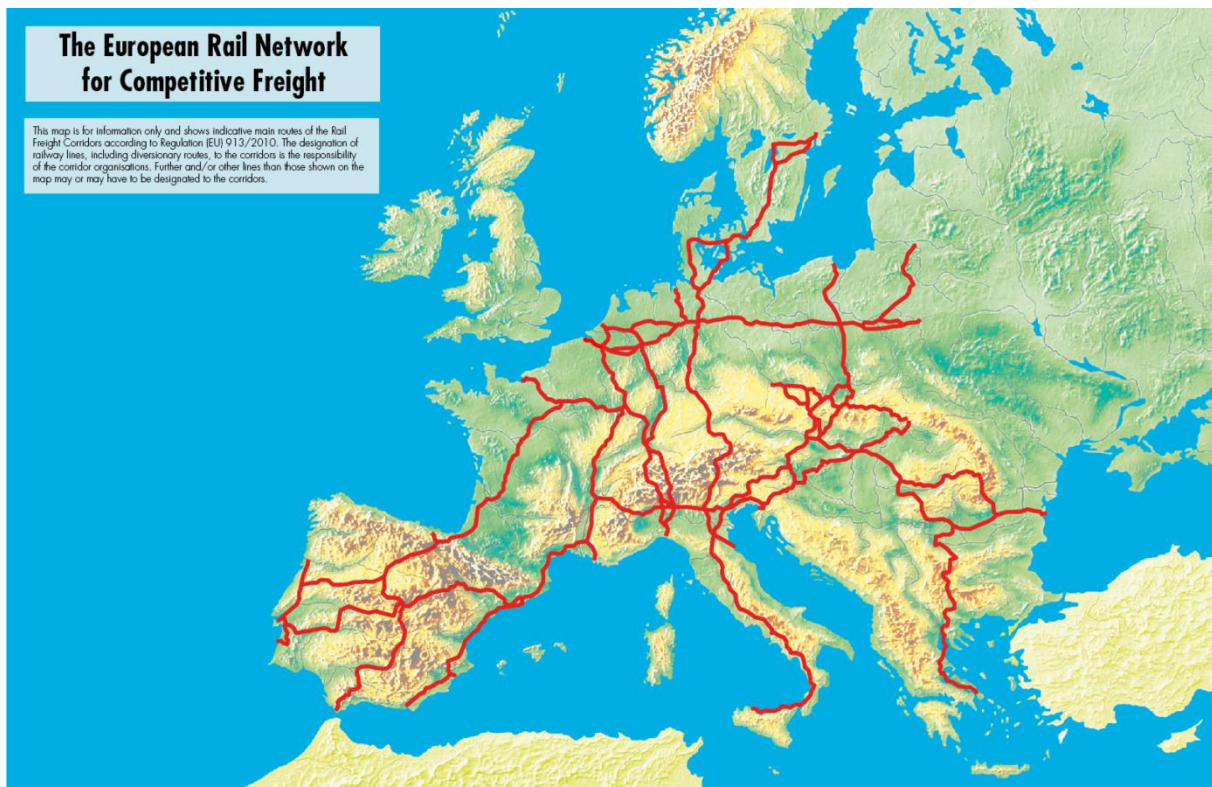 The European Rail Network
for Competitive Freight
This map is for information only and shows indicative main routes of the Rail
Freight Corridors according to Regulation (EU) 913/2010. The designation of
railway lines, including diversionary routes, to the corridors is the responsibility
of the corridor organisations. Further and/or other lines than those shown on the
map may or may have to be designated to the corridors.